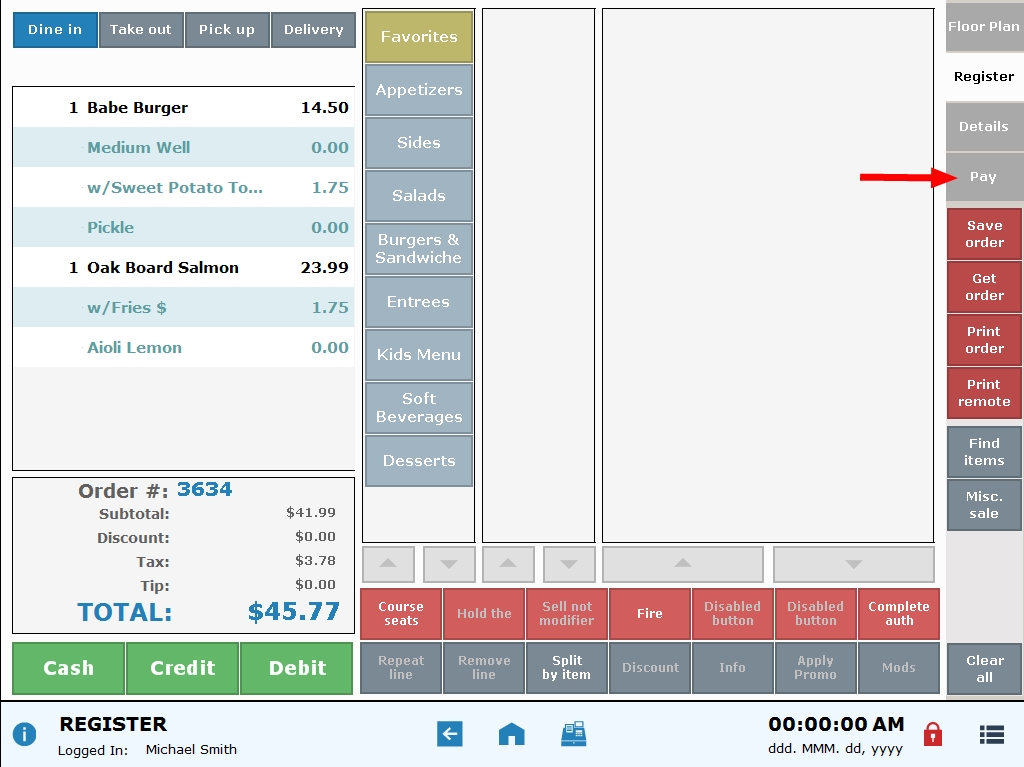 Dine in
Take out
Pick up
Delivery
1 Babe Burger 14.50
Medium Well 0.00
w/Sweet Potato To... 1.75
Pickle 0.00
1 Oak Board Salmon 23.99
w/Fries $ 1.75
Aioli Lemon 0.00
Order #: 3634
Subtotal: $41.99
Discount: $0.00
Tax: $3.78
Tip: $0.00
TOTAL: $45.77
Cash
Credit
Debit
Favorites
Appetizers
Sides
Salads
Burgers &
Sandwiche
Entrees
Kids Menu
Soft
Beverages
Desserts
Course
seats
Hold the
Sell not
modifier
Fire
Disabled
button
Disabled
button
Complete
auth
Repeat
line
Remove
line
Split
by item
Discount
Info
Apply
Promo
Mods
Floor Plan
Register
Details
Pay
Save
order
Get
order
Print
order
Print
remote
Find
items
Misc.
sale
Clear
all
REGISTER
Logged In: Michael Smith
00:00:00 AM
ddd. MMM. dd, yyyy